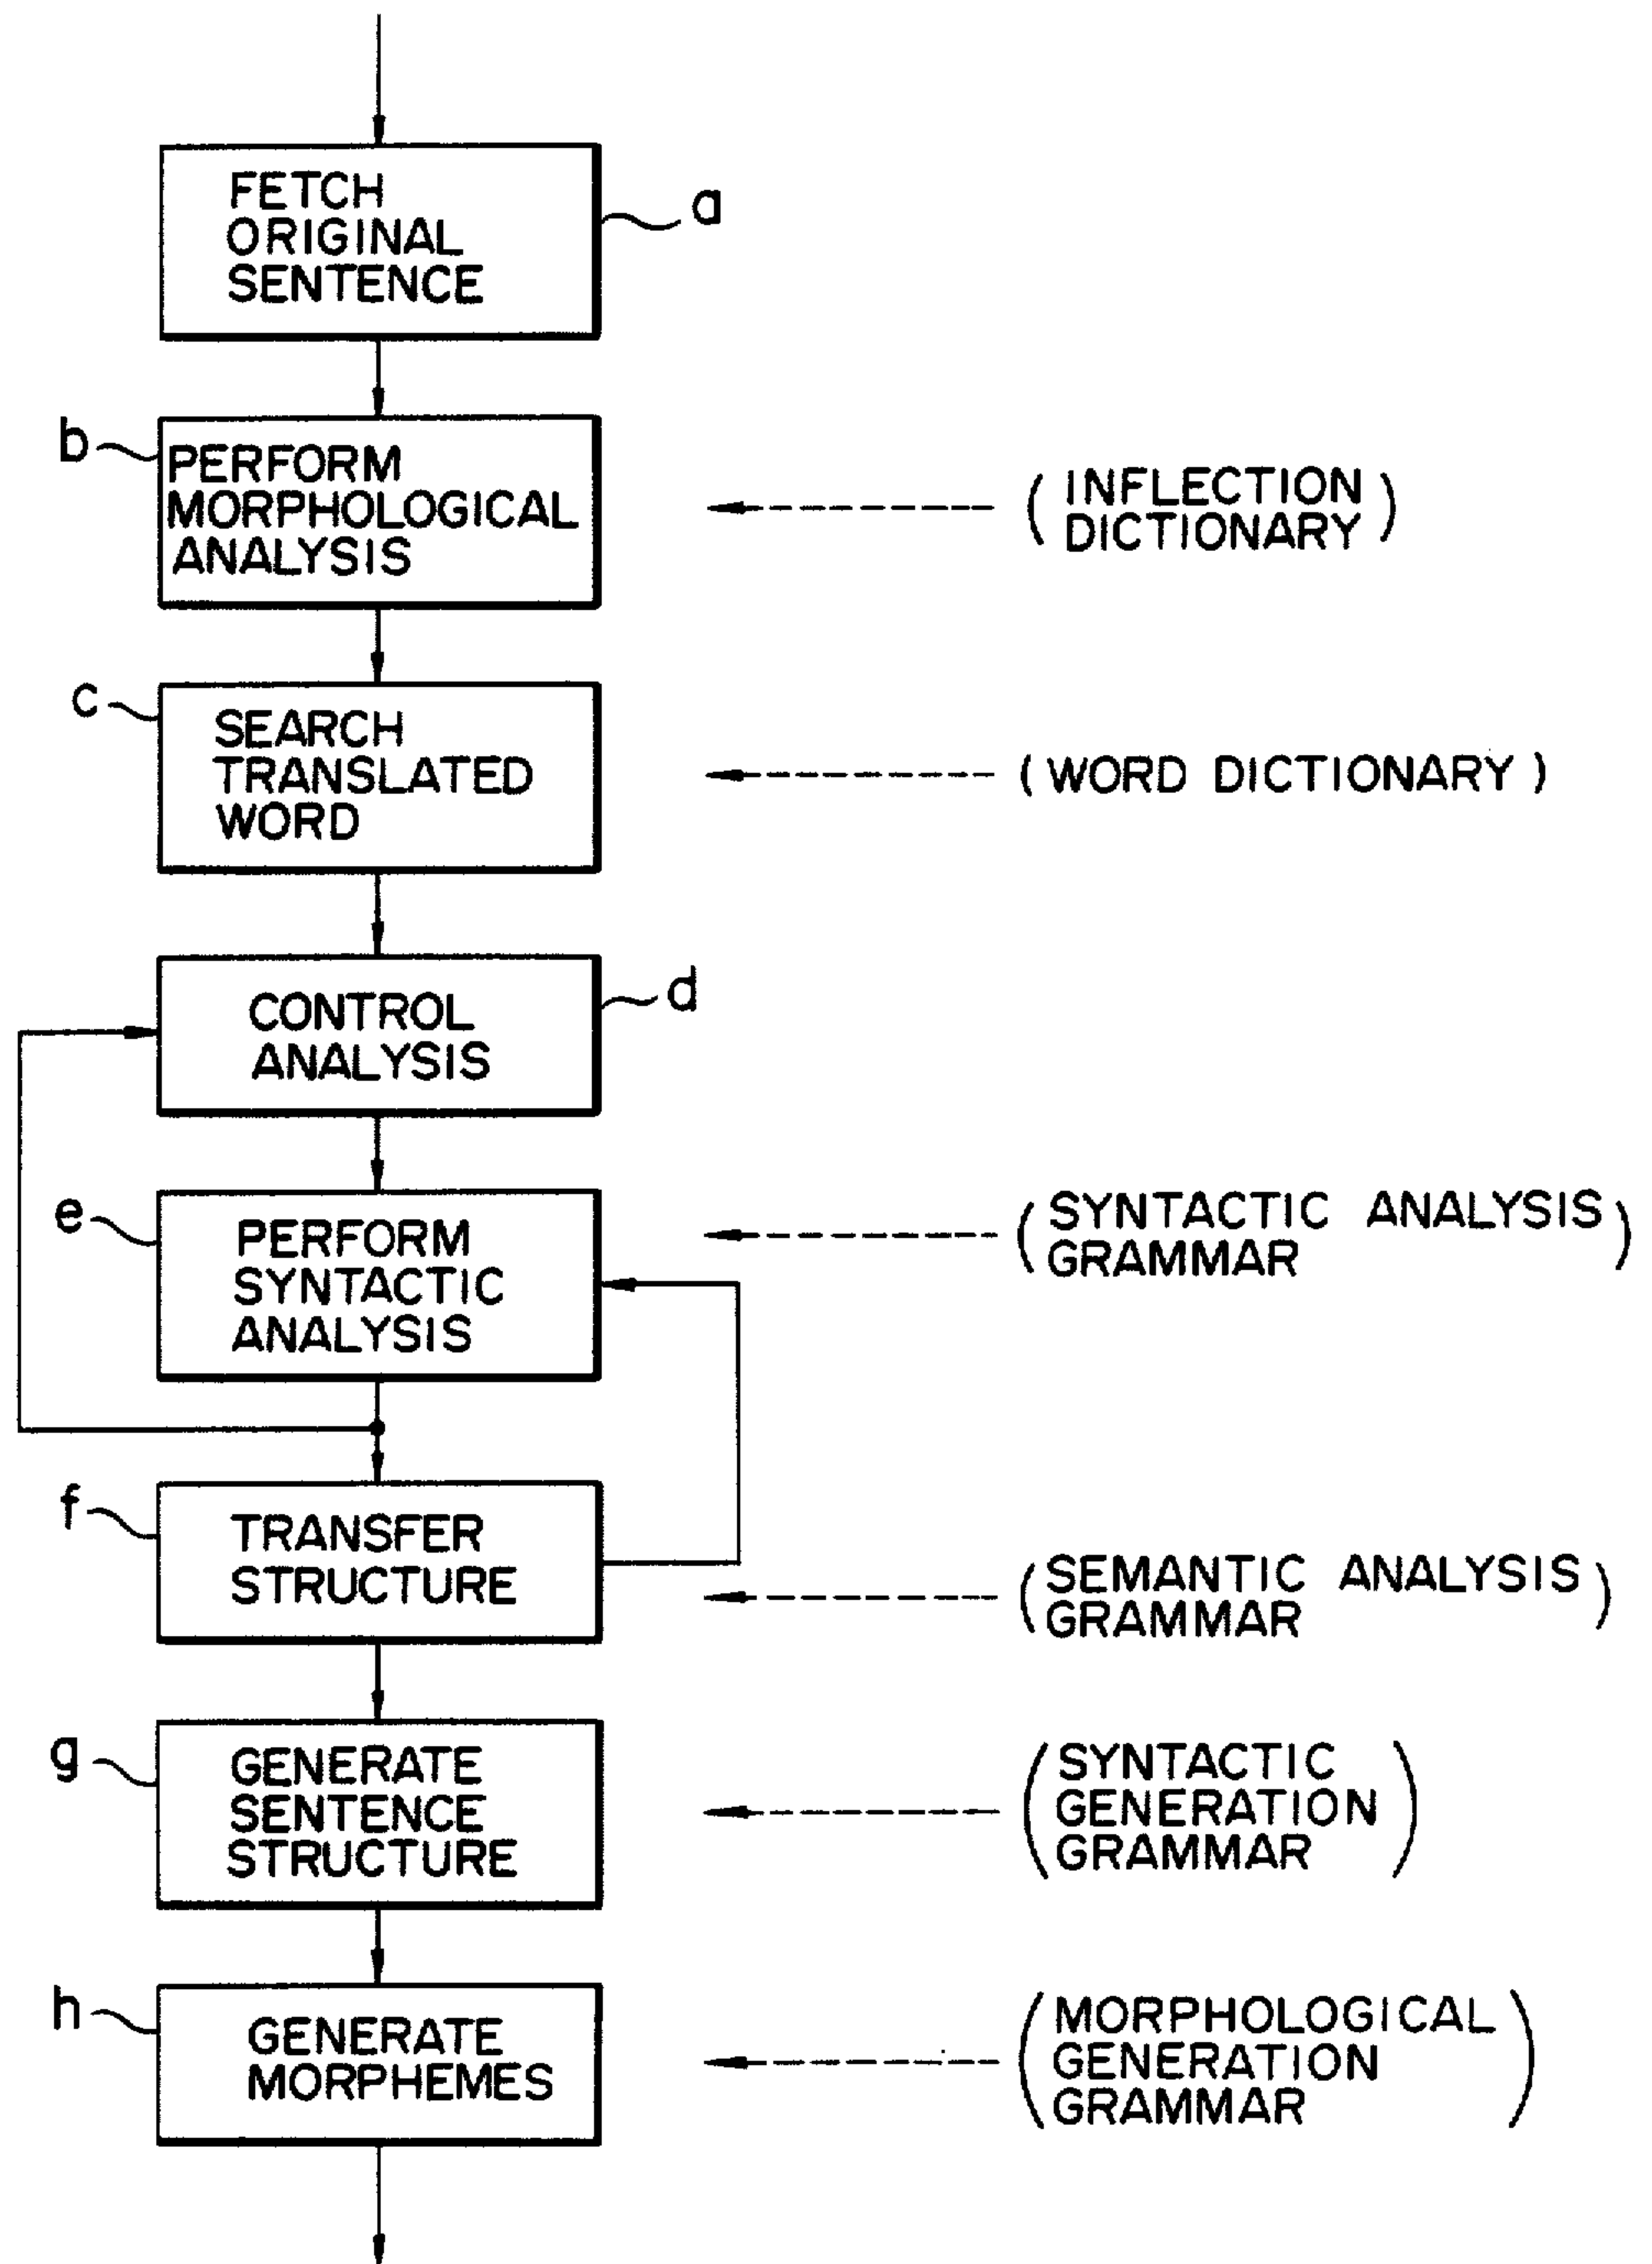 FETCH
ORIGINAL
SENTENCE
a
b
PERFORM
MORPHOLOGICAL
ANALYSIS
( INFLECTION
DICTIONARY )
c
SEARCH
TRANSLATED
WORD
( WORD DICTIONARY )
CONTROL
ANALYSIS
d
e
PERFORM
SYNTACTIC
ANALYSIS
( SYNTACTIC ANALYSIS
GRAMMAR )
f
TRANSFER
STRUCTURE
( SEMANTIC ANALYSIS
GRAMMAR )
g
GENERATE
SENTENCE
STRUCTURE
( SYNTACTIC
GENERATION
GRAMMAR )
h
GENERATE
MORPHEMES
( MORPHOLOGICAL
GENERATION
GRAMMAR )